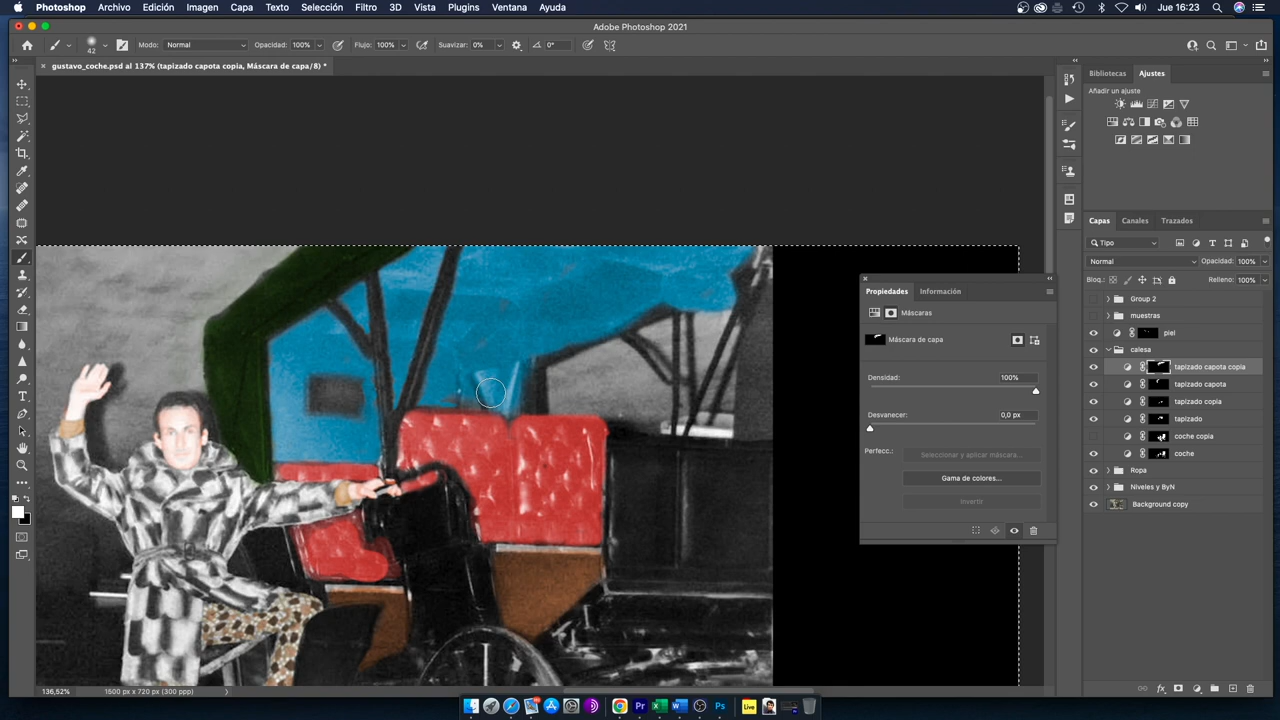 Photoshop Archivo Edición Imagen Capa Texto Selección Filtro 3D Vista Plugins Ventana Ayuda Jue 16:23
Adobe Photoshop 2021
42 Modo: Normal Opacidad: 100% Flujo: 100% Suavizar: 0% 0°
gustavo_coche.psd al 137% (tapizado capota copia, Máscara de capa/8) *
Bibliotecas Ajustes
Añadir un ajuste
Capas Canales Trazados
Tipo
Normal Opacidad: 100%
Bloq.: Relleno: 100%
Group 2
muestras
piel
calesa
tapizado capota copia
tapizado capota
tapizado copia
tapizado
coche copia
coche
Ropa
Niveles y ByN
Background copy
Propiedades Información
Máscaras
Máscara de capa
Densidad: 100%
Desvanecer: 0,0 px
Perfecc.: Seleccionar y aplicar máscara...
Gama de colores...
Invertir
136,52% 1500 px x 720 px (300 ppp)
Live
Pr
Ps